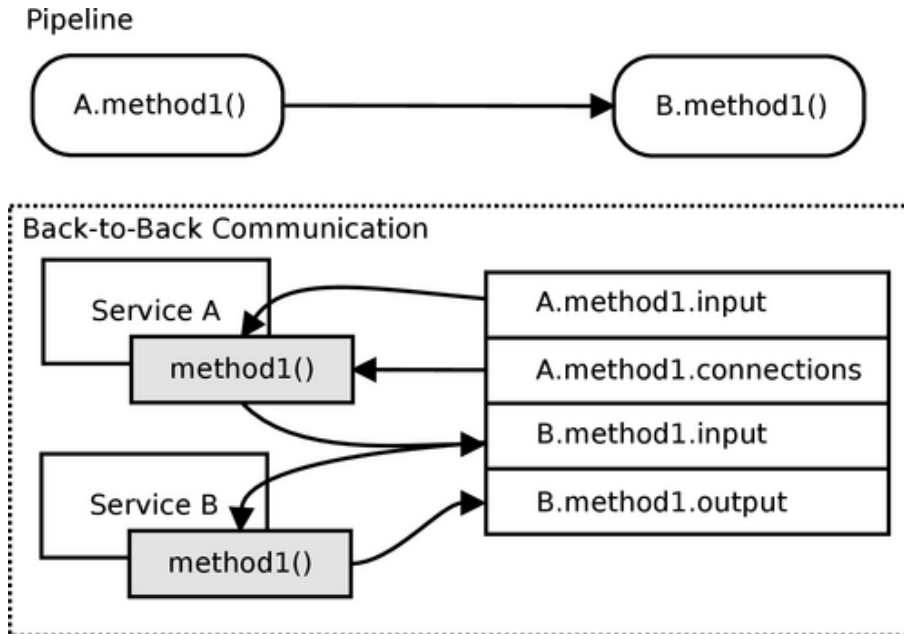 Pipeline
A.method1()
B.method1()
Back-to-Back Communication
Service A
method1()
A.method1.input
A.method1.connections
B.method1.input
B.method1.output
Service B
method1()